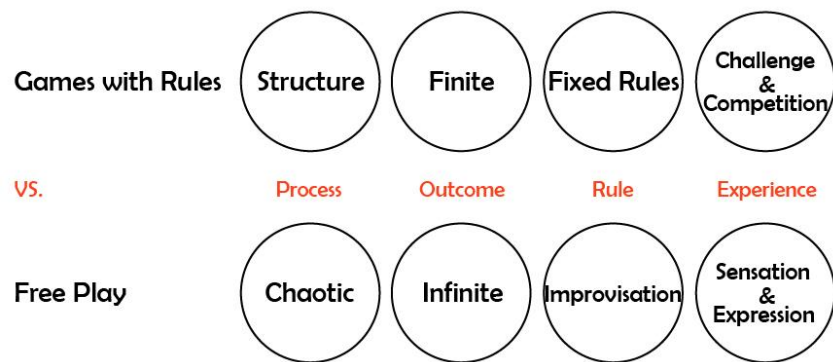 Games with Rules Structure Finite Fixed Rules Challenge
&
Competition
VS. Process Outcome Rule Experience
Free Play Chaotic Infinite Improvisation Sensation
&
Expression